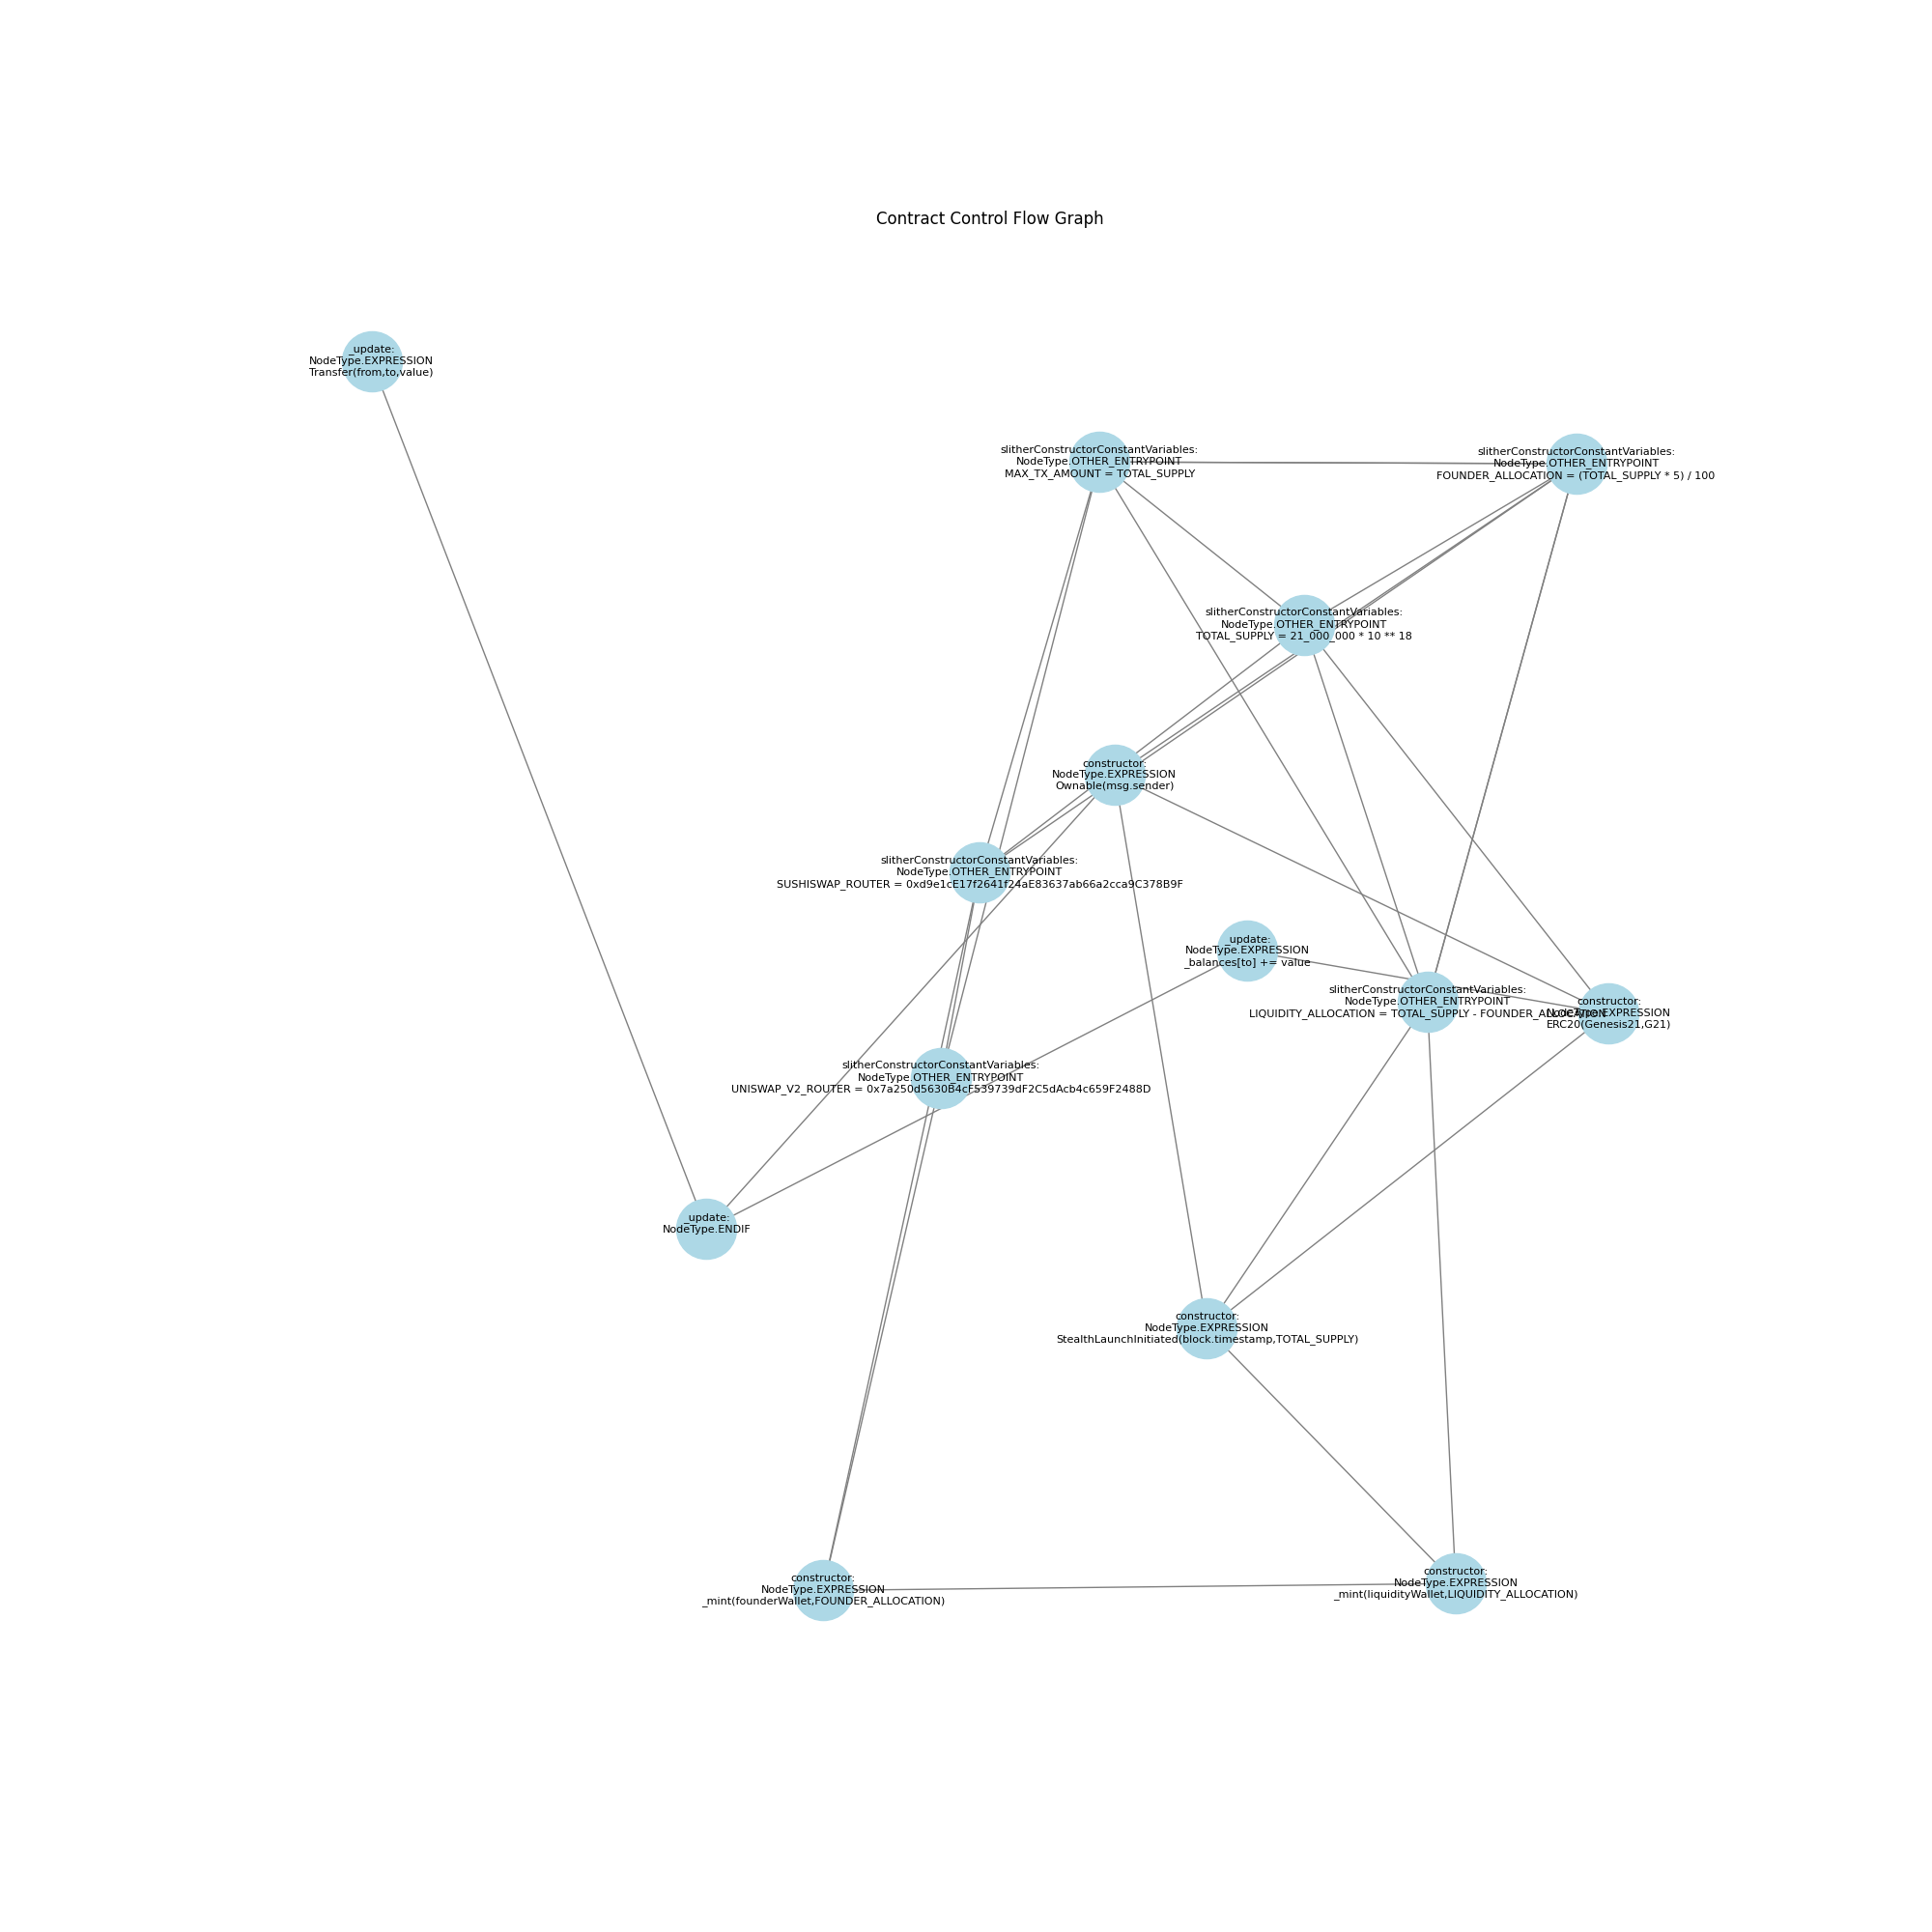 Contract Control Flow Graph
_update:
NodeType.EXPRESSION
Transfer(from,to,value)
slitherConstructorConstantVariables:
NodeType.OTHER_ENTRYPOINT
MAX_TX_AMOUNT = TOTAL_SUPPLY
slitherConstructorConstantVariables:
NodeType.OTHER_ENTRYPOINT
FOUNDER_ALLOCATION = (TOTAL_SUPPLY * 5) / 100
slitherConstructorConstantVariables:
NodeType.OTHER_ENTRYPOINT
TOTAL_SUPPLY = 21_000_000 * 10 ** 18
constructor:
NodeType.EXPRESSION
Ownable(msg.sender)
slitherConstructorConstantVariables:
NodeType.OTHER_ENTRYPOINT
SUSHISWAP_ROUTER = 0xd9e1cE17f2641f24aE83637ab66a2cca9C378B9F
_update:
NodeType.EXPRESSION
_balances[to] += value
slitherConstructorConstantVariables:
NodeType.OTHER_ENTRYPOINT
LIQUIDITY_ALLOCATION = TOTAL_SUPPLY - FOUNDER_ALLOCATION
constructor:
NodeType.EXPRESSION
ERC20(Genesis21,G21)
slitherConstructorConstantVariables:
NodeType.OTHER_ENTRYPOINT
UNISWAP_V2_ROUTER = 0x7a250d5630B4cF539739dF2C5dAcb4c659F2488D
_update:
NodeType.ENDIF
constructor:
NodeType.EXPRESSION
StealthLaunchInitiated(block.timestamp,TOTAL_SUPPLY)
constructor:
NodeType.EXPRESSION
_mint(founderWallet,FOUNDER_ALLOCATION)
constructor:
NodeType.EXPRESSION
_mint(liquidityWallet,LIQUIDITY_ALLOCATION)